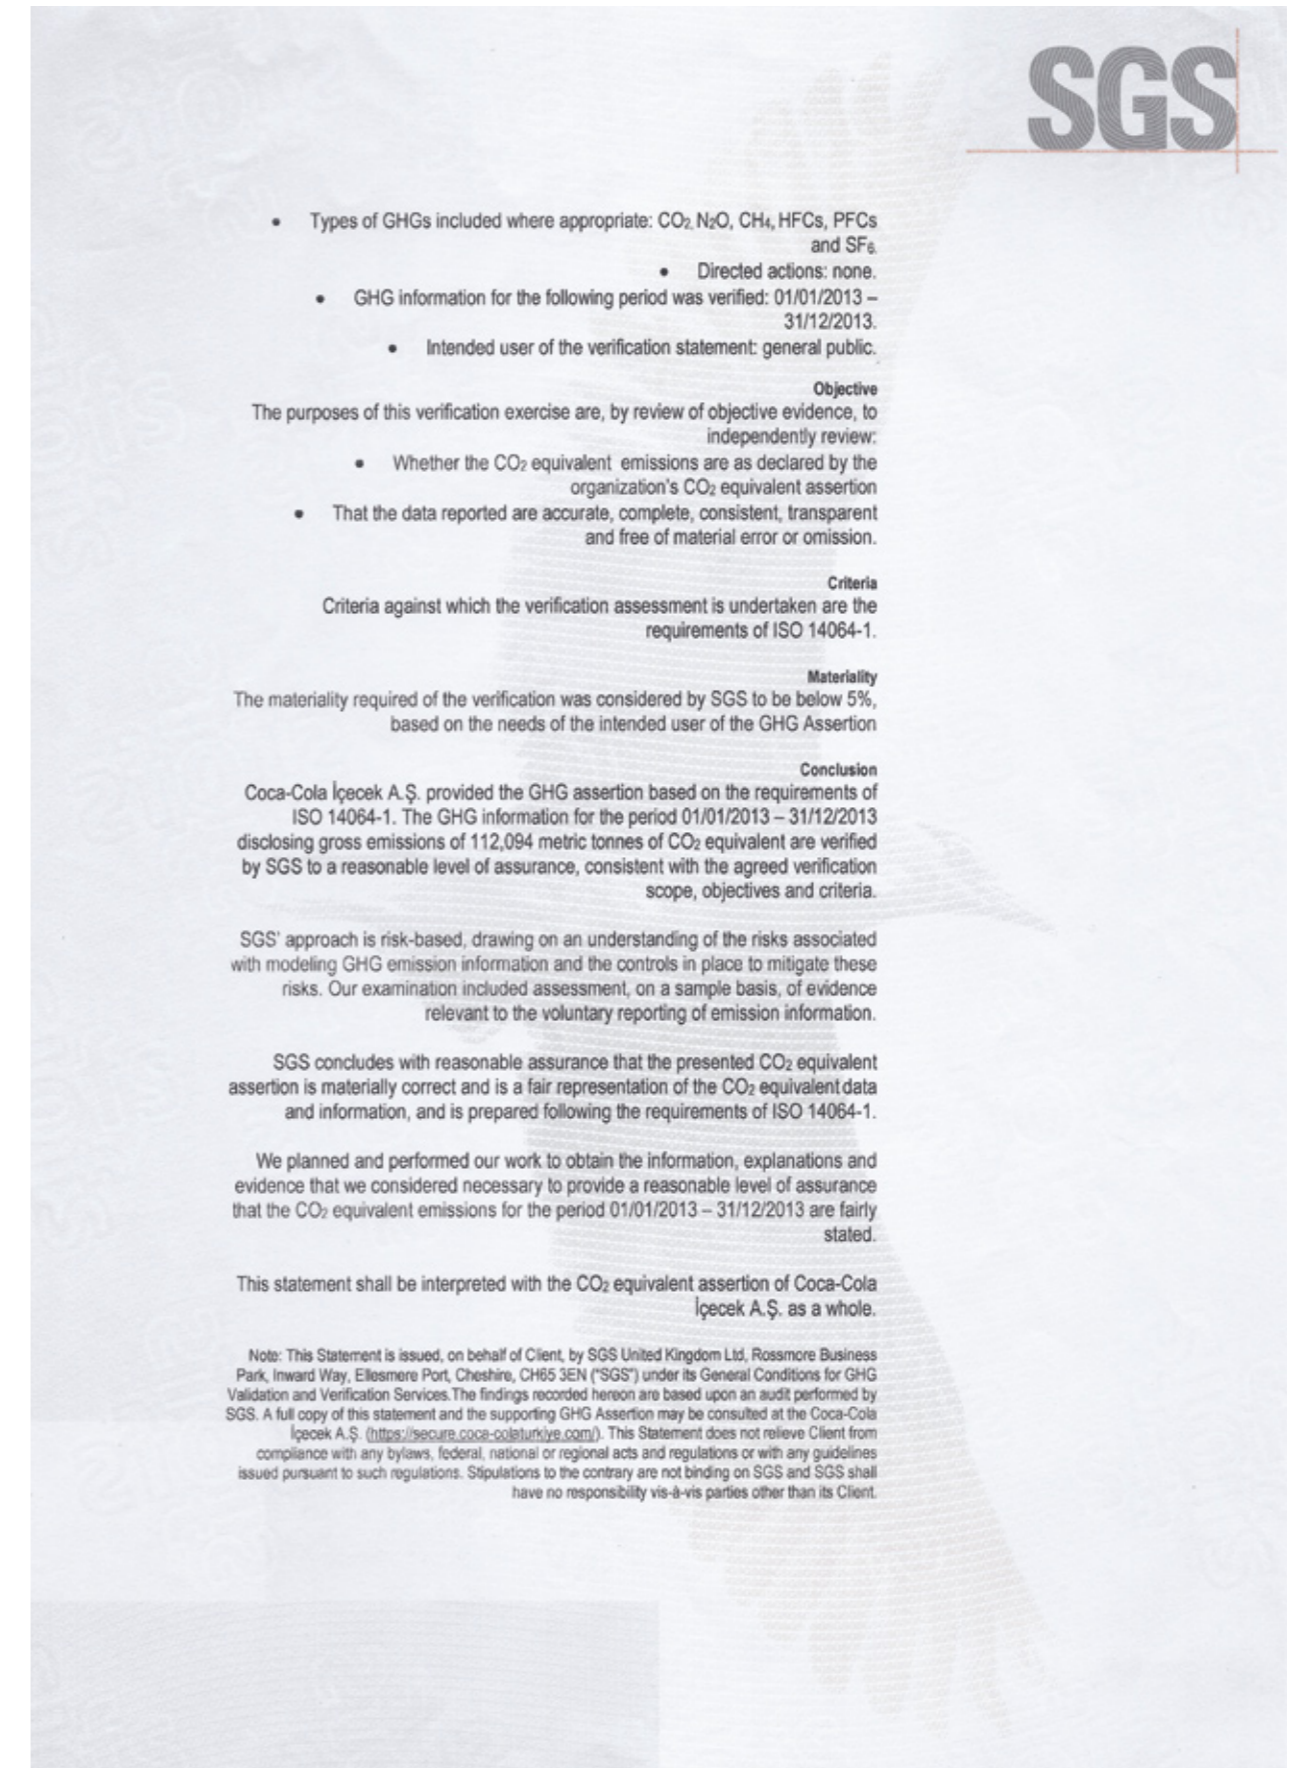 SGS
• Types of GHGs included where appropriate: CO2, N2O, CH4, HFCs, PFCs
and SF6.
• Directed actions: none.
• GHG information for the following period was verified: 01/01/2013 –
31/12/2013.
• Intended user of the verification statement: general public.
Objective
The purposes of this verification exercise are, by review of objective evidence, to
independently review:
• Whether the CO2 equivalent emissions are as declared by the
organization's CO2 equivalent assertion
• That the data reported are accurate, complete, consistent, transparent
and free of material error or omission.
Criteria
Criteria against which the verification assessment is undertaken are the
requirements of ISO 14064-1.
Materiality
The materiality required of the verification was considered by SGS to be below 5%,
based on the needs of the intended user of the GHG Assertion
Conclusion
Coca-Cola İçecek A.Ş. provided the GHG assertion based on the requirements of
ISO 14064-1. The GHG information for the period 01/01/2013 – 31/12/2013
disclosing gross emissions of 112,094 metric tonnes of CO2 equivalent are verified
by SGS to a reasonable level of assurance, consistent with the agreed verification
scope, objectives and criteria.
SGS' approach is risk-based, drawing on an understanding of the risks associated
with modeling GHG emission information and the controls in place to mitigate these
risks. Our examination included assessment, on a sample basis, of evidence
relevant to the voluntary reporting of emission information.
SGS concludes with reasonable assurance that the presented CO2 equivalent
assertion is materially correct and is a fair representation of the CO2 equivalent data
and information, and is prepared following the requirements of ISO 14064-1.
We planned and performed our work to obtain the information, explanations and
evidence that we considered necessary to provide a reasonable level of assurance
that the CO2 equivalent emissions for the period 01/01/2013 – 31/12/2013 are fairly
stated.
This statement shall be interpreted with the CO2 equivalent assertion of Coca-Cola
İçecek A.Ş. as a whole.
Note: This Statement is issued, on behalf of Client, by SGS United Kingdom Ltd, Rossmore Business
Park, Inward Way, Ellesmere Port, Cheshire, CH65 3EN ("SGS") under its General Conditions for GHG
Validation and Verification Services. The findings recorded hereon are based upon an audit performed by
SGS. A full copy of this statement and the supporting GHG Assertion may be consulted at the Coca-Cola
İçecek A.Ş. (https://secure.coca-colaturkiye.com/). This Statement does not relieve Client from
compliance with any bylaws, federal, national or regional acts and regulations or with any guidelines
issued pursuant to such regulations. Stipulations to the contrary are not binding on SGS and SGS shall
have no responsibility vis-à-vis parties other than its Client.